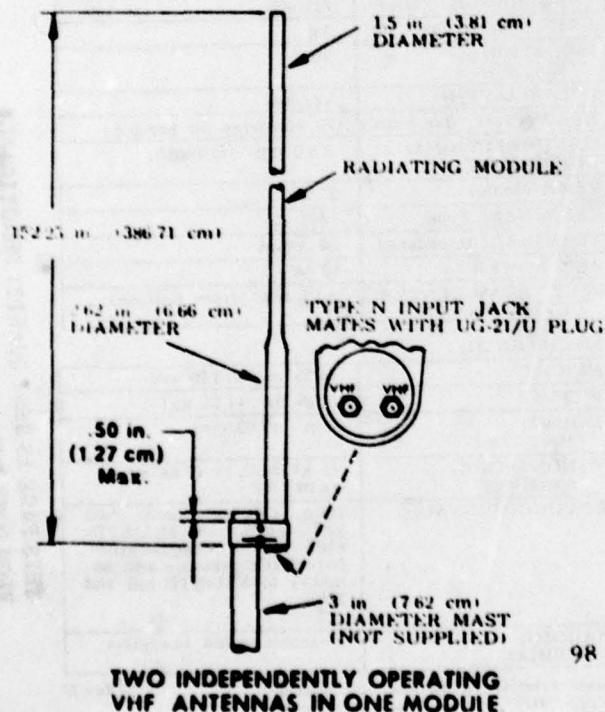 1.5 in. (3.81 cm)
DIAMETER
RADIATING MODULE
152.25 in. (386.71 cm)
2.62 in. (6.66 cm)
DIAMETER
TYPE N INPUT JACK
MATES WITH UG-21/U PLUG
VHF VHF
.50 in.
(1.27 cm)
Max.
3 in. (7.62 cm)
DIAMETER MAST
(NOT SUPPLIED)
98
TWO INDEPENDENTLY OPERATING
VHF ANTENNAS IN ONE MODULE